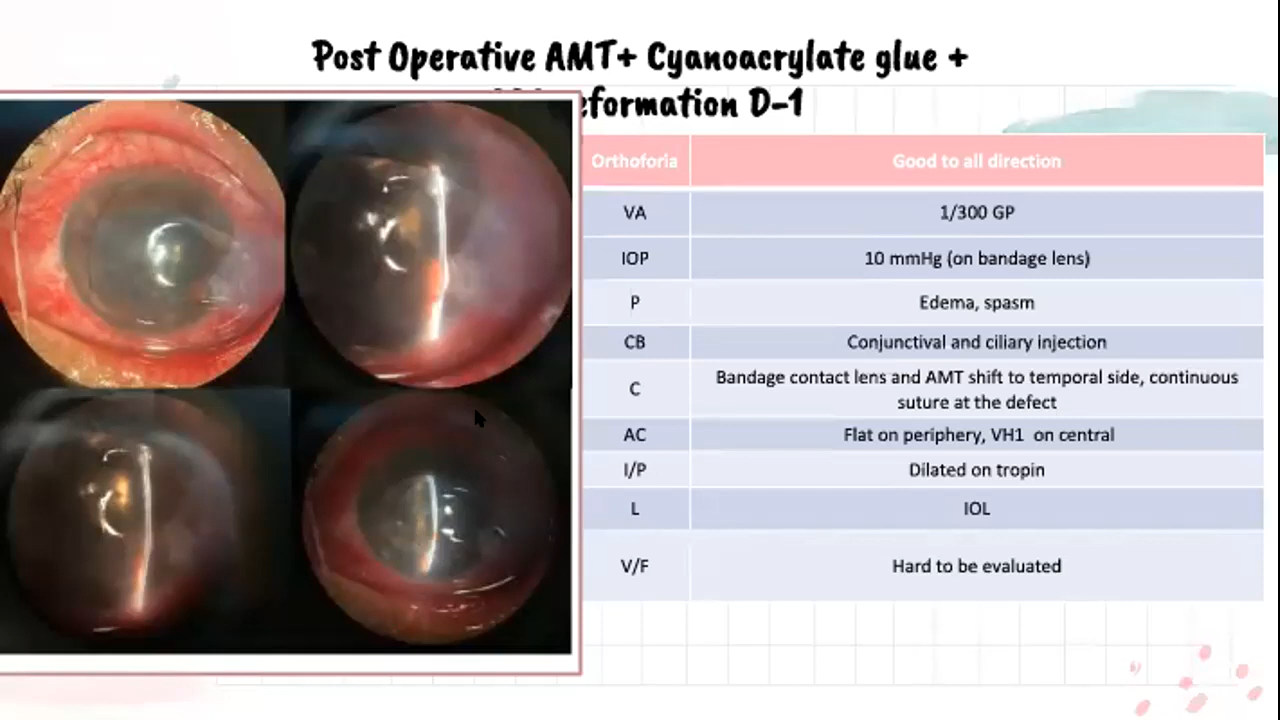 Post Operative AMT+ Cyanoacrylate glue +
eformation D-1
Orthoforia Good to all direction
VA 1/300 GP
IOP 10 mmHg (on bandage lens)
P Edema, spasm
CB Conjunctival and ciliary injection
C Bandage contact lens and AMT shift to temporal side, continuous
suture at the defect
AC Flat on periphery, VH1 on central
I/P Dilated on tropin
L IOL
V/F Hard to be evaluated